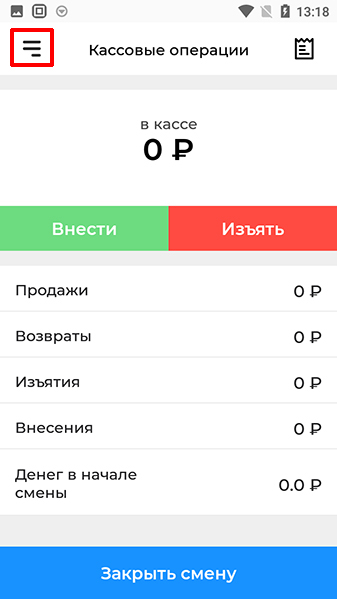 13:18
Кассовые операции
в кассе
0 ₽
Внести
Изъять
Продажи 0 ₽
Возвраты 0 ₽
Изъятия 0 ₽
Внесения 0 ₽
Денег в начале
смены 0.0 ₽
Закрыть смену